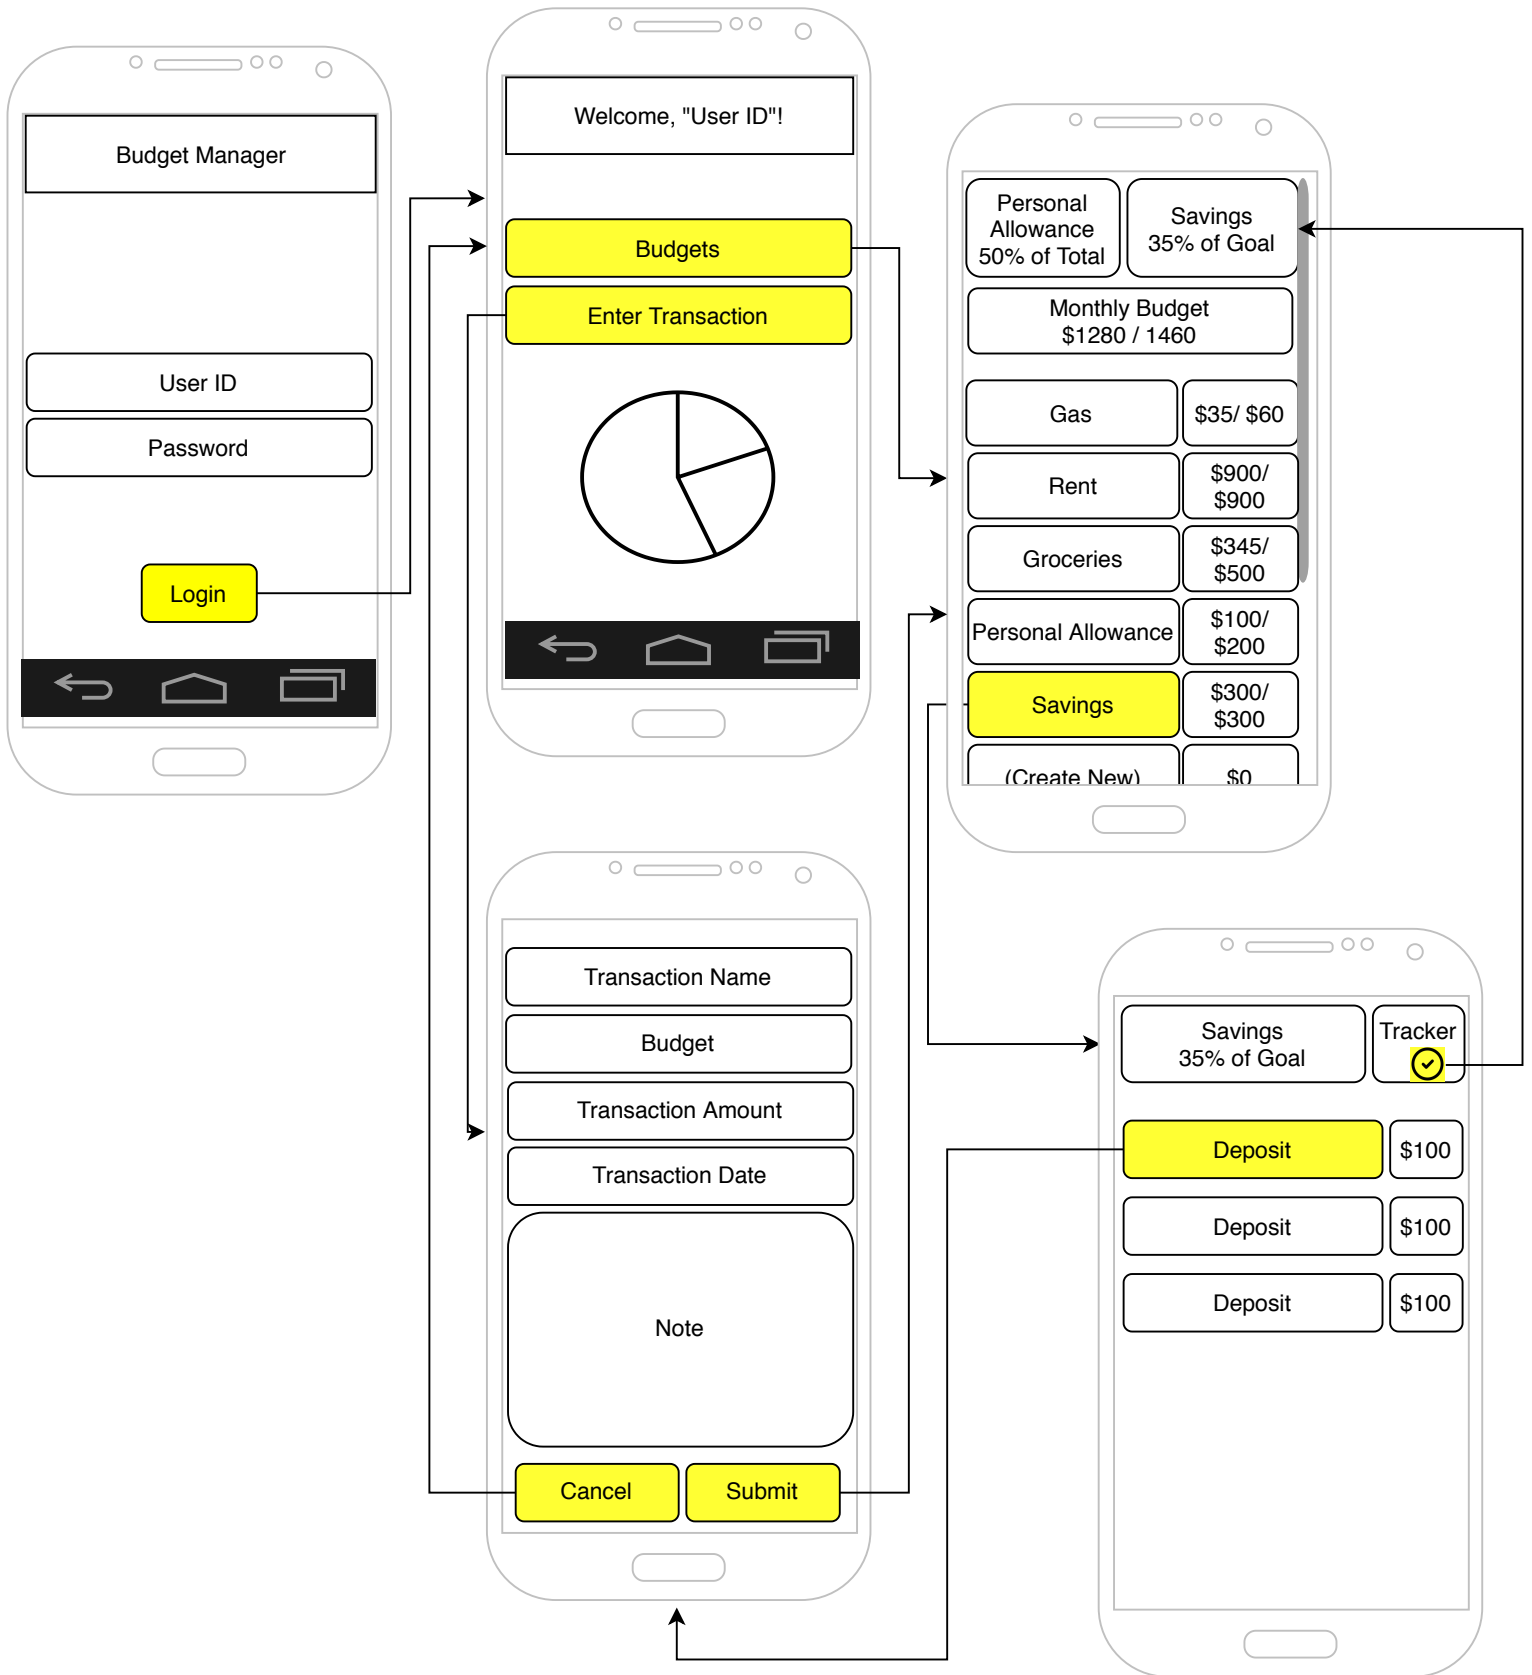 Budget Manager
User ID
Password
Login
Welcome, "User ID"!
Budgets
Enter Transaction
Personal
Allowance
50% of Total
Savings
35% of Goal
Monthly Budget
$1280 / 1460
Gas
$35/ $60
Rent
$900/
$900
Groceries
$345/
$500
Personal Allowance
$100/
$200
Savings
$300/
$300
(Create New)
$0
Transaction Name
Budget
Transaction Amount
Transaction Date
Note
Cancel
Submit
Savings
35% of Goal
Tracker
Deposit
$100
Deposit
$100
Deposit
$100